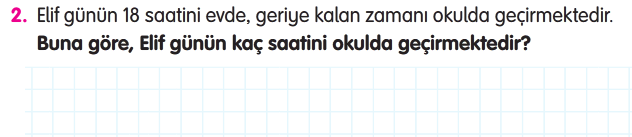 2. Elif günün 18 saatini evde, geriye kalan zamanı okulda geçirmektedir.
Buna göre, Elif günün kaç saatini okulda geçirmektedir?